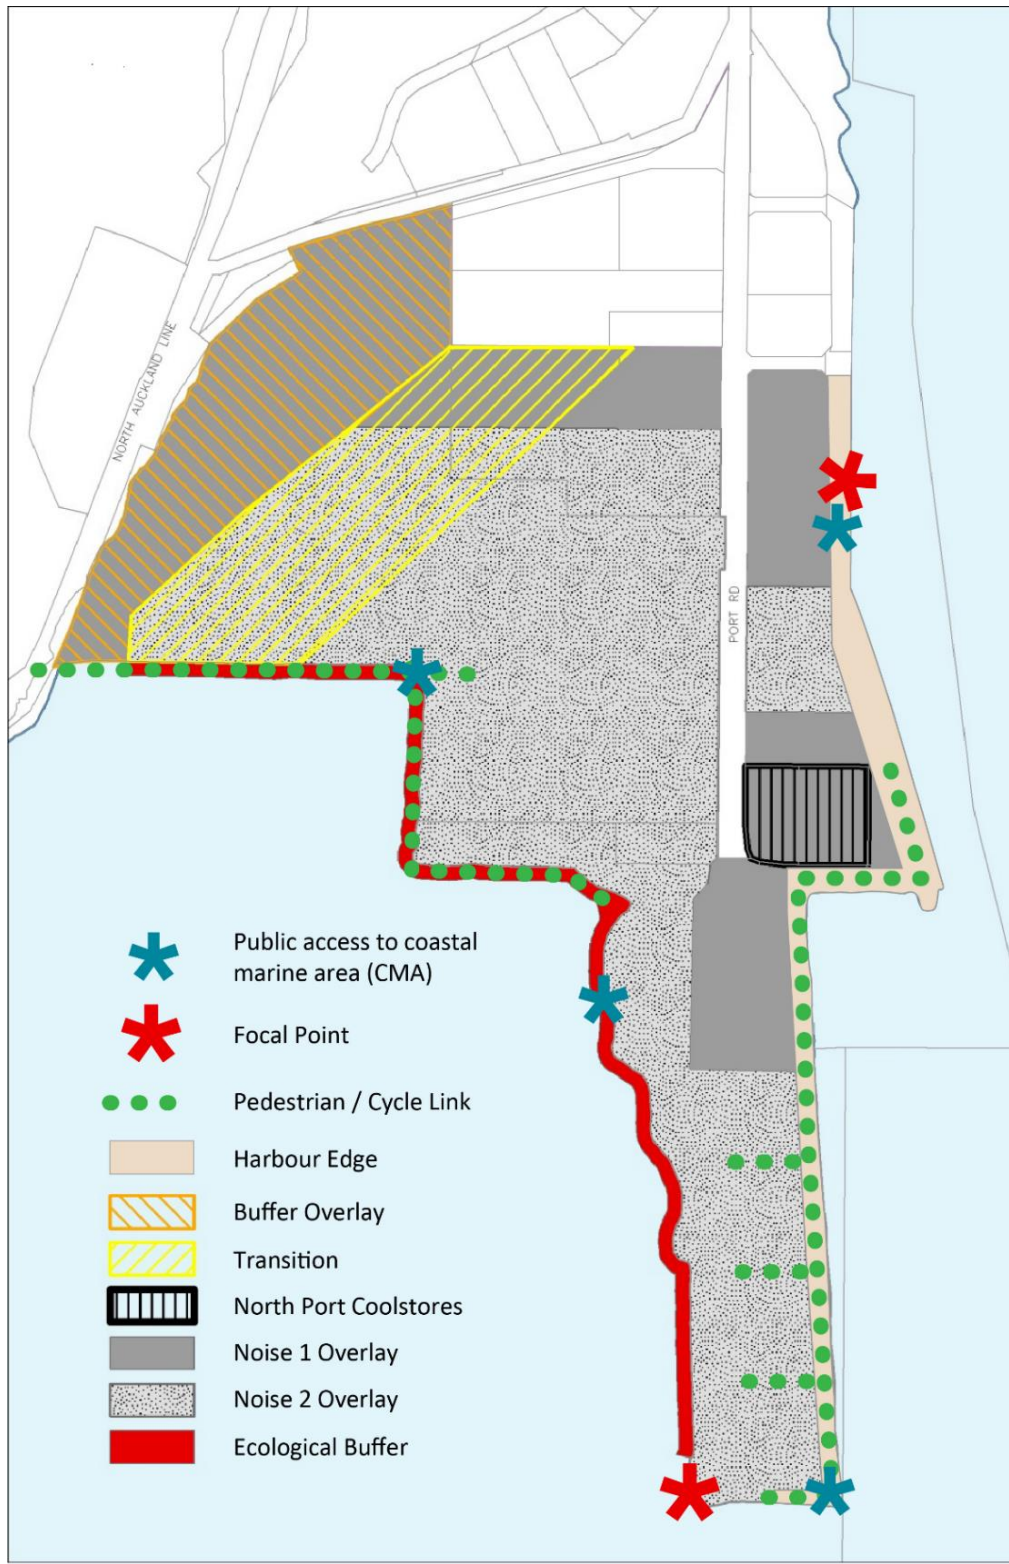 NORTH AUCKLAND LINE
PORT RD
Public access to coastal
marine area (CMA)
Focal Point
Pedestrian / Cycle Link
Harbour Edge
Buffer Overlay
Transition
North Port Coolstores
Noise 1 Overlay
Noise 2 Overlay
Ecological Buffer